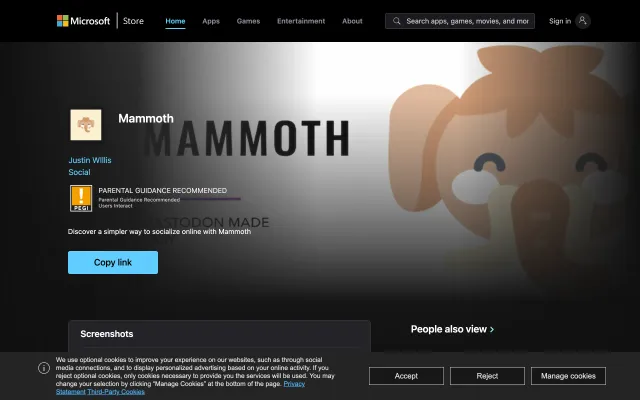 Microsoft | Store Home Apps Games Entertainment About Search apps, games, movies, and mor Sign in
Mammoth
MAMMOTH
Justin WIllis
Social
PEGI
PARENTAL GUIDANCE RECOMMENDED
Parental Guidance Recommended
Users Interact
STODON MADE
Discover a simpler way to socialize online with Mammoth
Copy link
Screenshots
People also view
We use optional cookies to improve your experience on our websites, such as through social
media connections, and to display personalized advertising based on your online activity. If you
reject optional cookies, only cookies necessary to provide you the services will be used. You may
change your selection by clicking "Manage Cookies" at the bottom of the page. Privacy
Statement Third-Party Cookies
Accept Reject Manage cookies